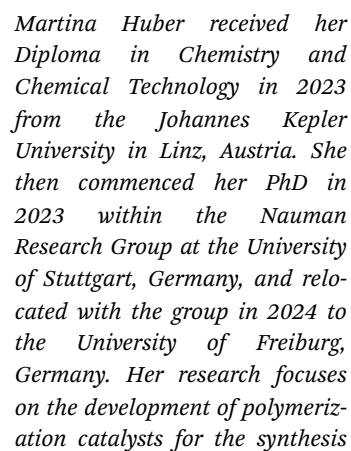 Martina Huber received her
Diploma in Chemistry and
Chemical Technology in 2023
from the Johannes Kepler
University in Linz, Austria. She
then commenced her PhD in
2023 within the Nauman
Research Group at the University
of Stuttgart, Germany, and relo-
cated with the group in 2024 to
the University of Freiburg,
Germany. Her research focuses
on the development of polymeriz-
ation catalysts for the synthesis